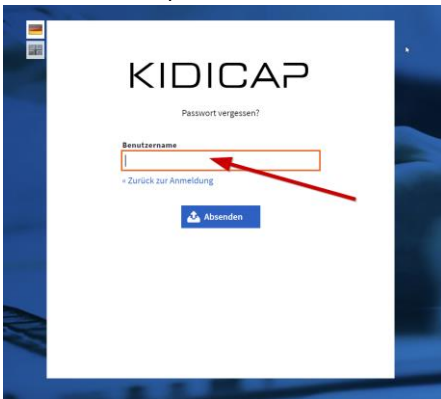 KIDICAP
Passwort vergessen?
Benutzername
« Zurück zur Anmeldung
Absenden